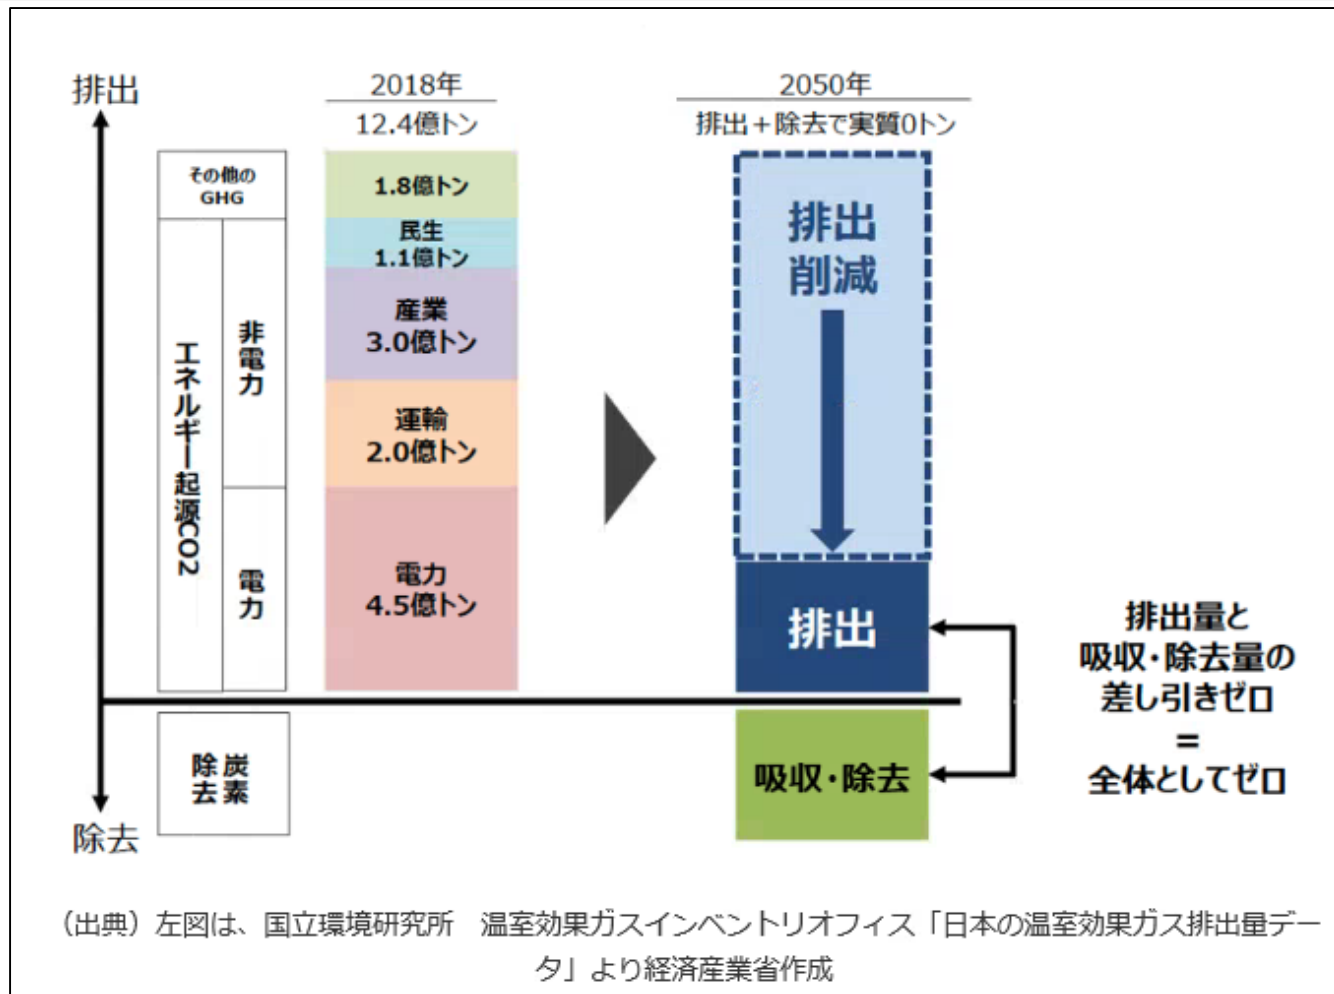 排出
2018年
12.4億トン
2050年
排出+除去で実質0トン
その他の
GHG
1.8億トン
エネルギー起源CO2
非電力
民生
1.1億トン
産業
3.0億トン
運輸
2.0億トン
電力
電力
4.5億トン
排出
削減
排出
吸収・除去
排出量と
吸収・除去量の
差し引きゼロ
=
全体としてゼロ
炭素
除去
除去
（出典）左図は、国立環境研究所　温室効果ガスインベントリオフィス「日本の温室効果ガス排出量デー
タ」より経済産業省作成